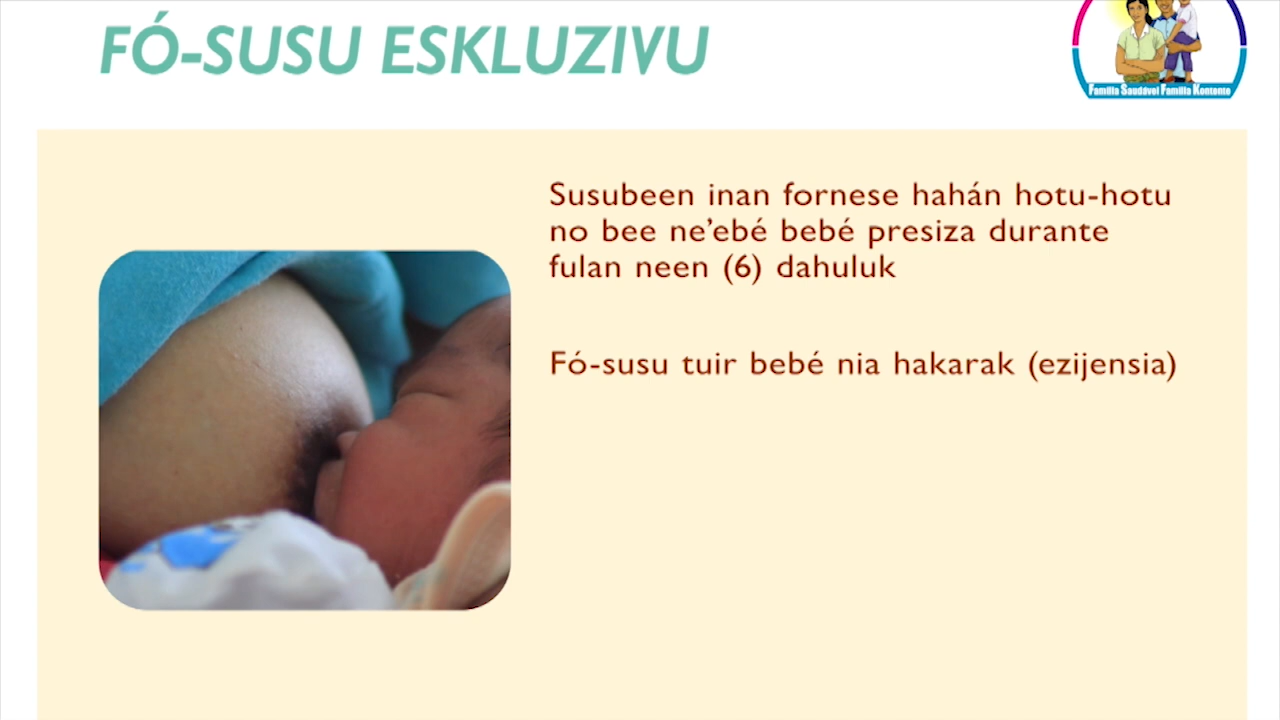 FÓ-SUSU ESKLUZIVU
Familia Saudável Familia Kontente
Susubeen inan fornese hahán hotu-hotu
no bee ne’ebé bebé presiza durante
fulan neen (6) dahuluk
Fó-susu tuir bebé nia hakarak (ezijensia)